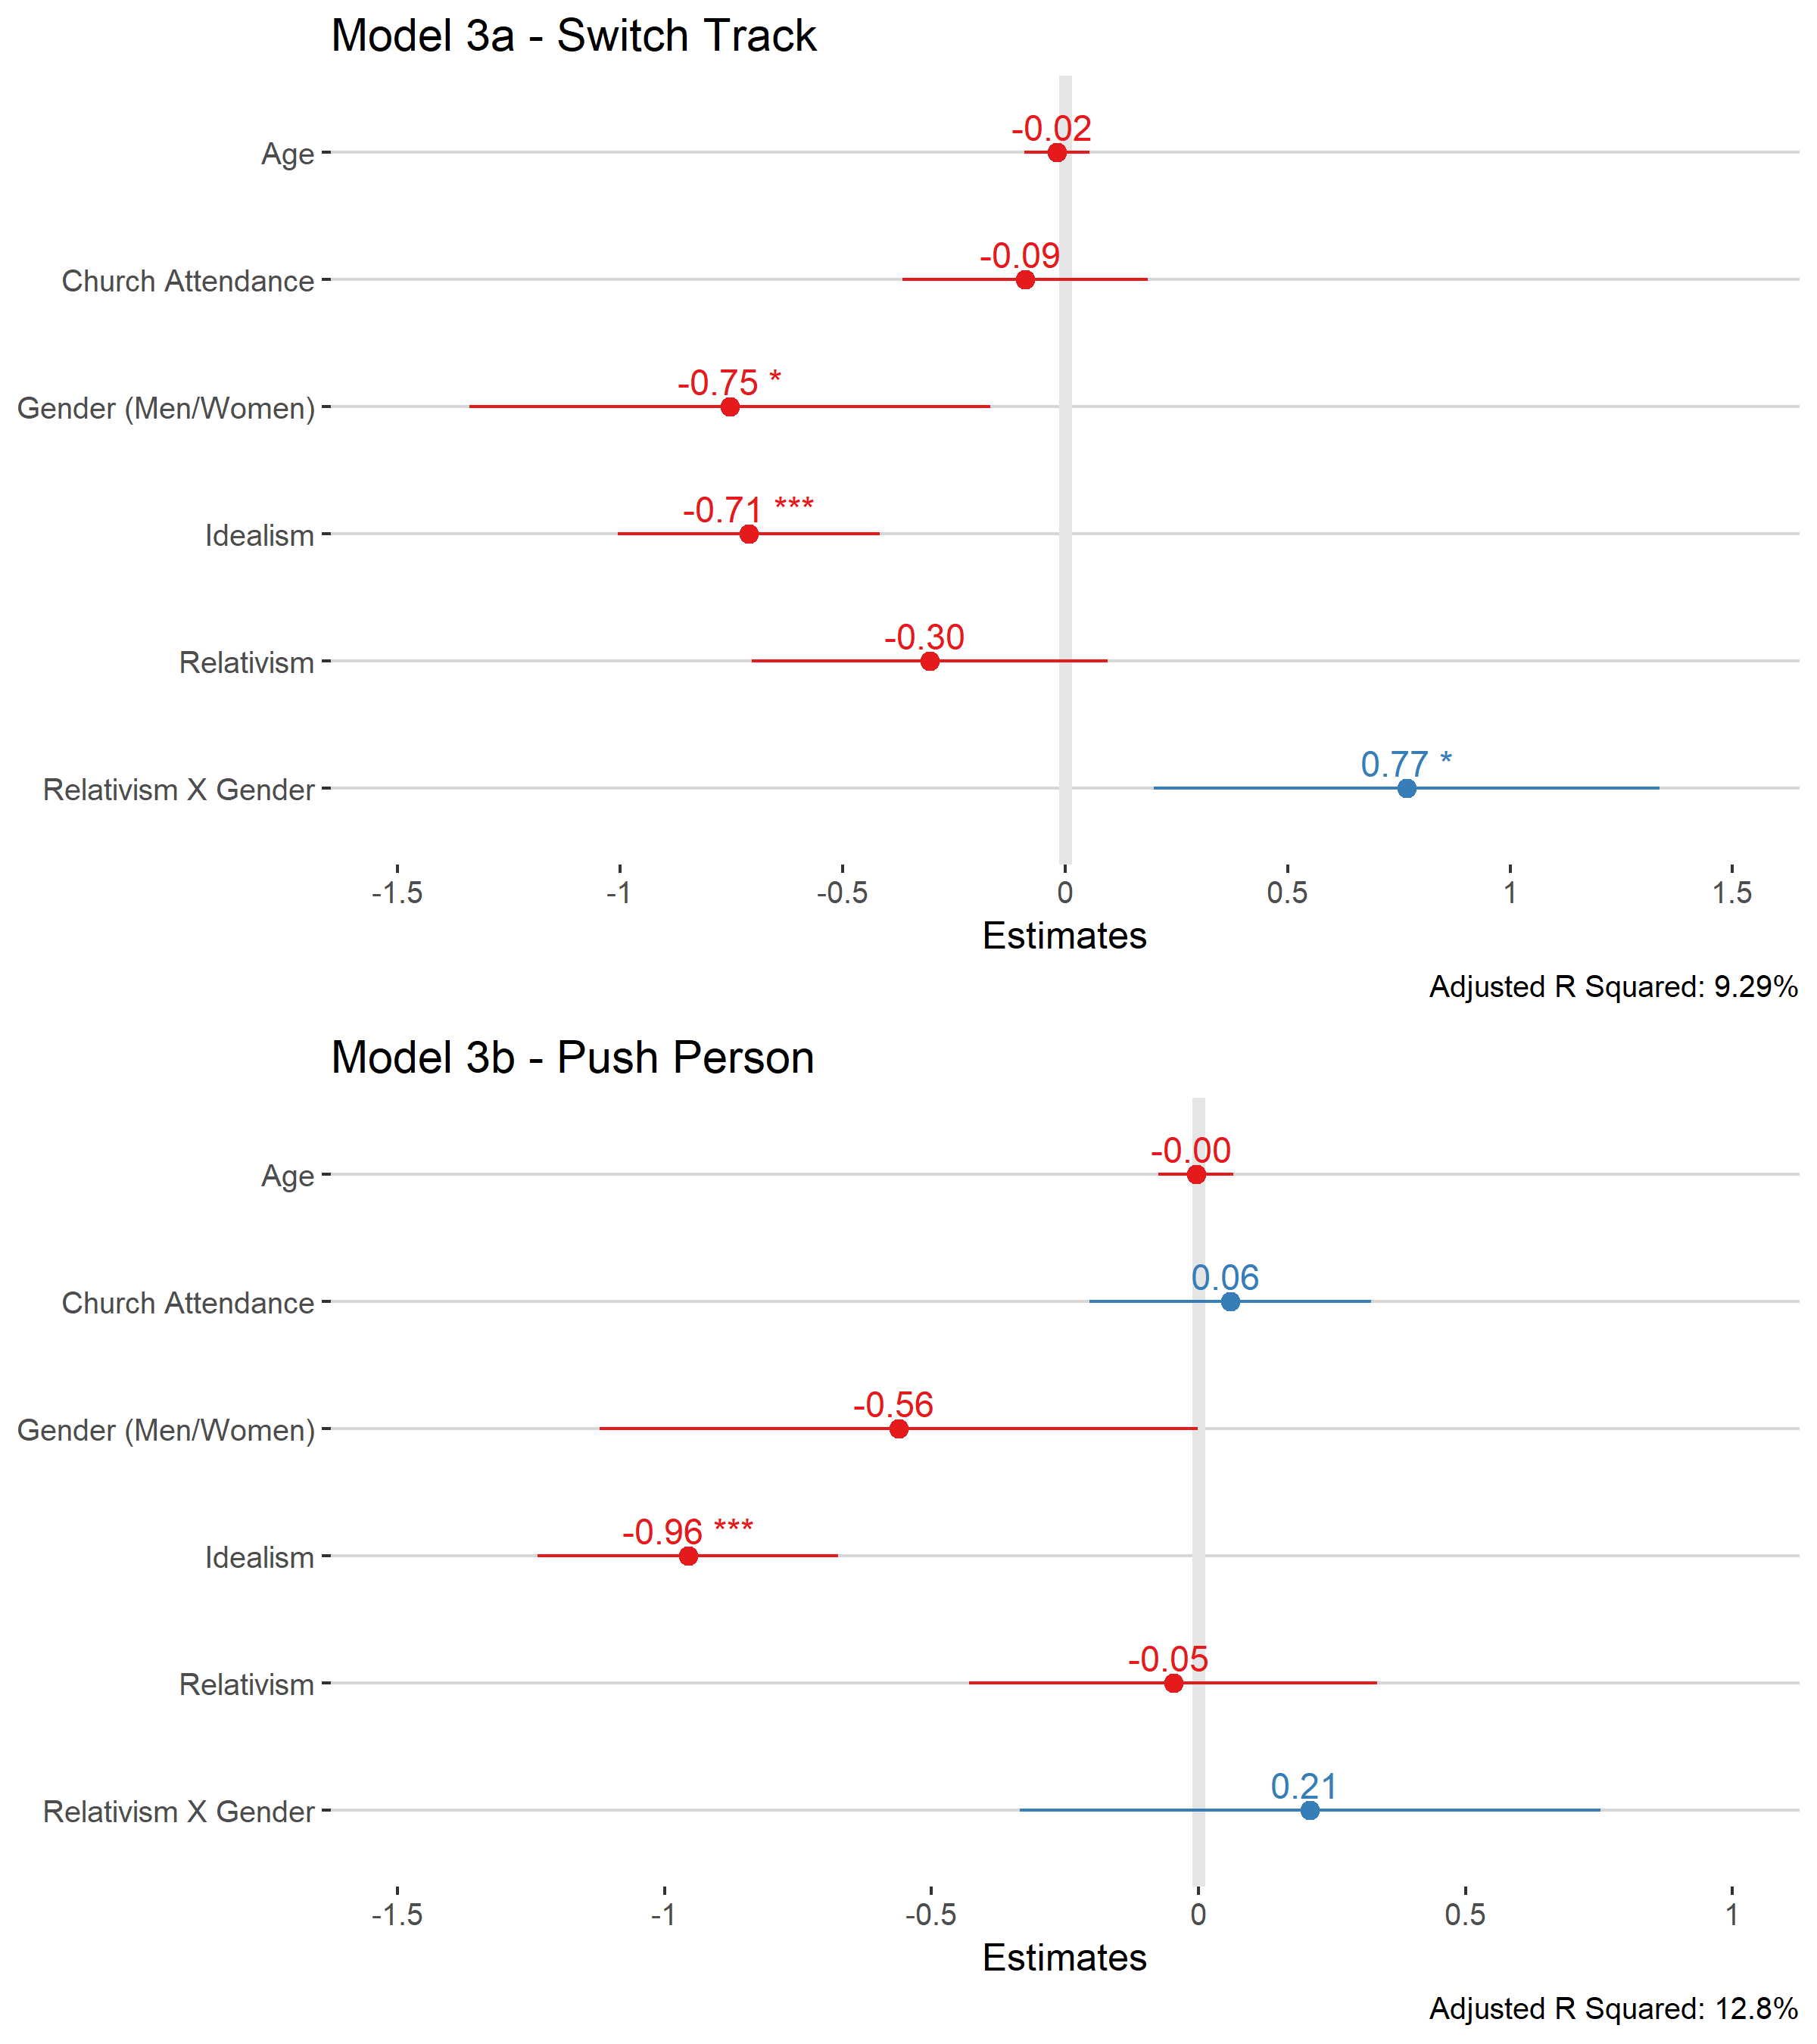 Model 3a - Switch Track
-0.02
Age
-0.09
Church Attendance
-0.75 *
Gender (Men/Women)
-0.71 ***
Idealism
-0.30
Relativism
0.77 *
Relativism X Gender
-1.5 -1 -0.5 0 0.5 1 1.5
Estimates
Adjusted R Squared: 9.29%
Model 3b - Push Person
-0.00
Age
0.06
Church Attendance
-0.56
Gender (Men/Women)
-0.96 ***
Idealism
-0.05
Relativism
0.21
Relativism X Gender
-1.5 -1 -0.5 0 0.5 1
Estimates
Adjusted R Squared: 12.8%